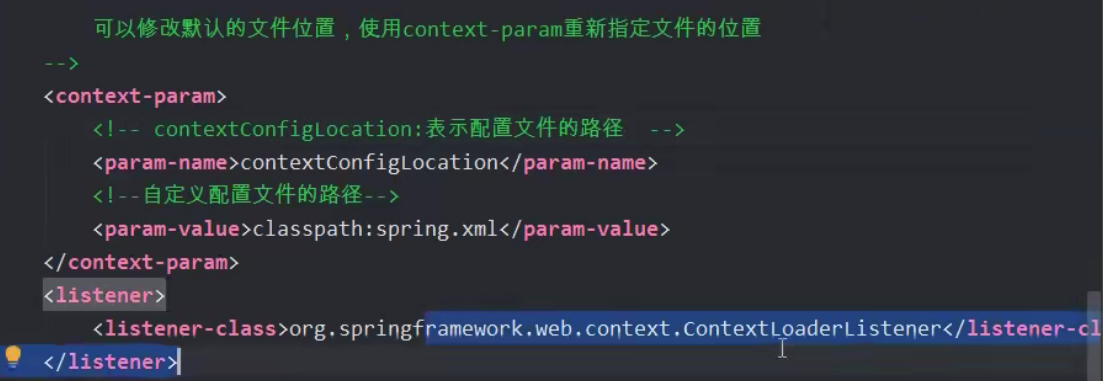 可以修改默认的文件位置，使用context-param重新指定文件的位置
-->
<context-param>
<!-- contextConfigLocation:表示配置文件的路径 -->
<param-name>contextConfigLocation</param-name>
<!--自定义配置文件的路径-->
<param-value>classpath:spring.xml</param-value>
</context-param>
<listener>
<listener-class>org.springframework.web.context.ContextLoaderListener</listener-cl
</listener>